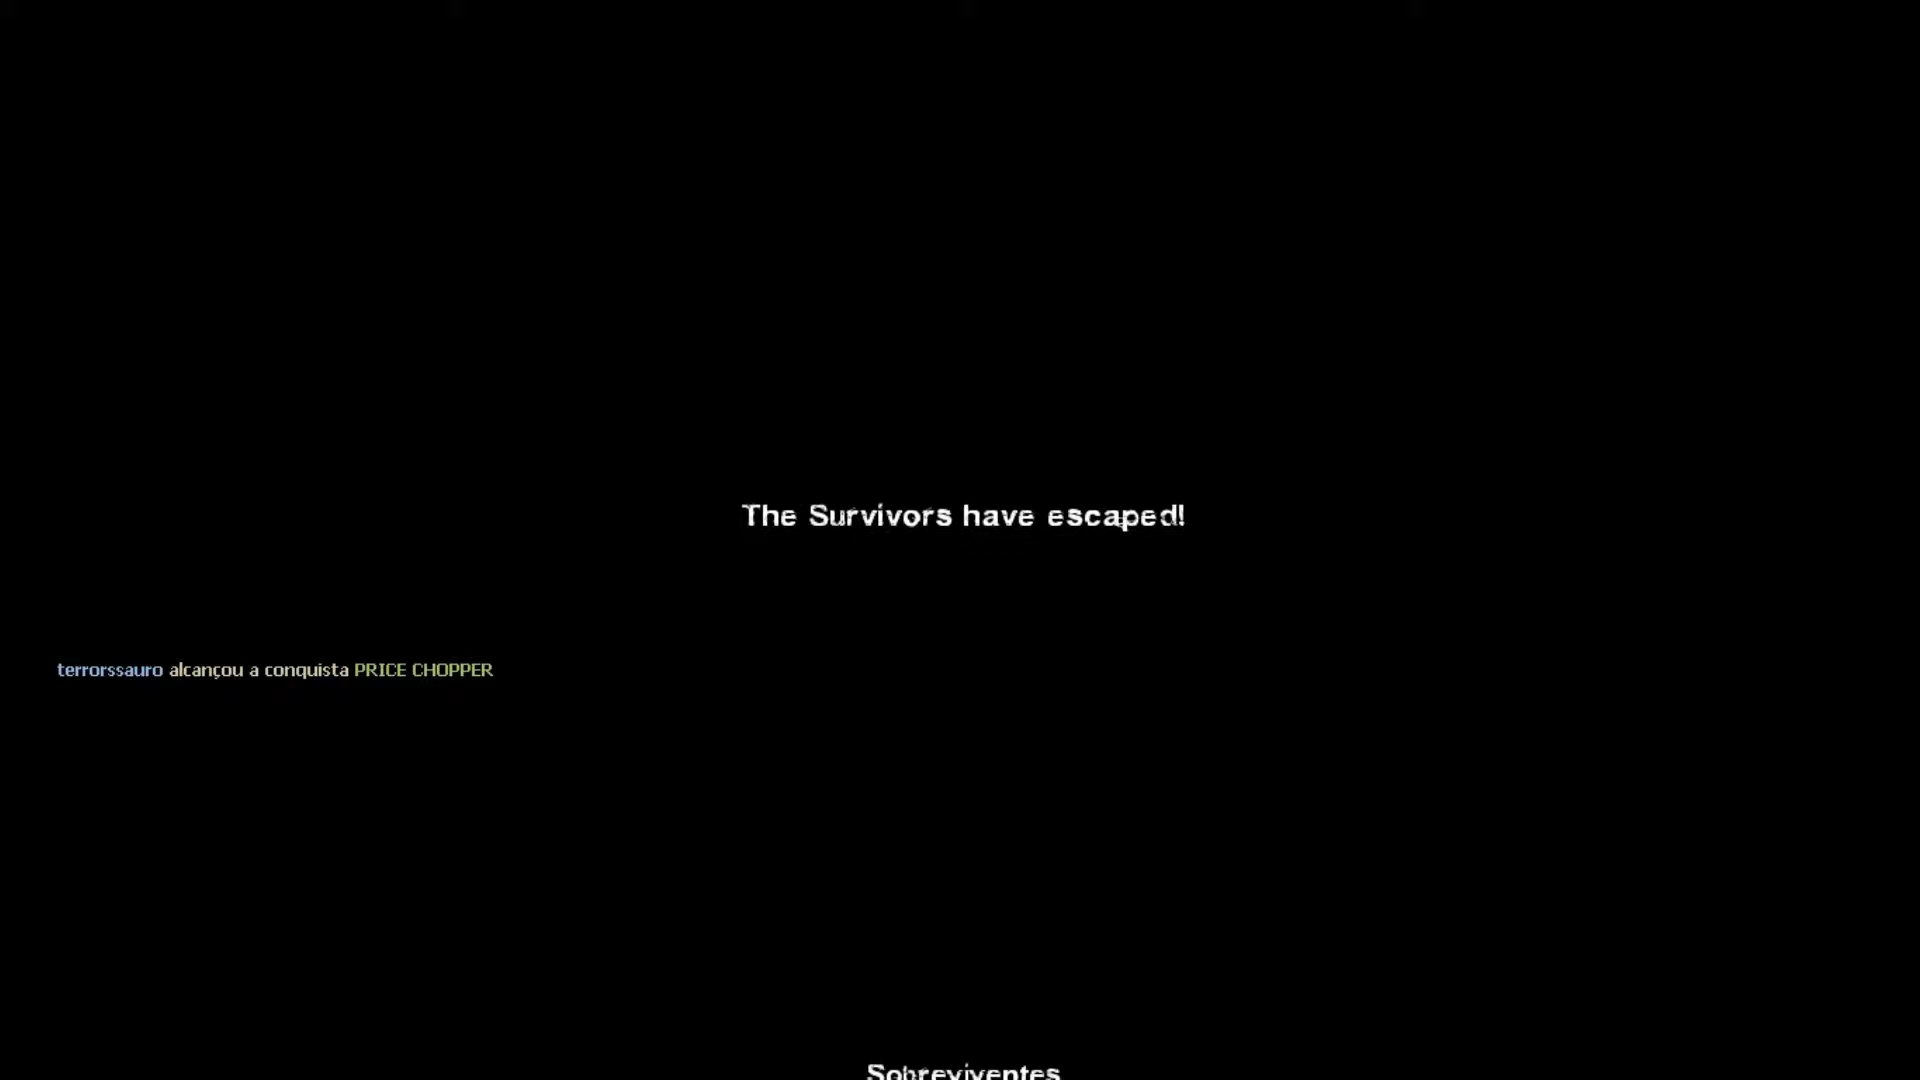 The Survivors have escaped!
terrorssauro alcançou a conquista PRICE CHOPPER
Sobreviventes